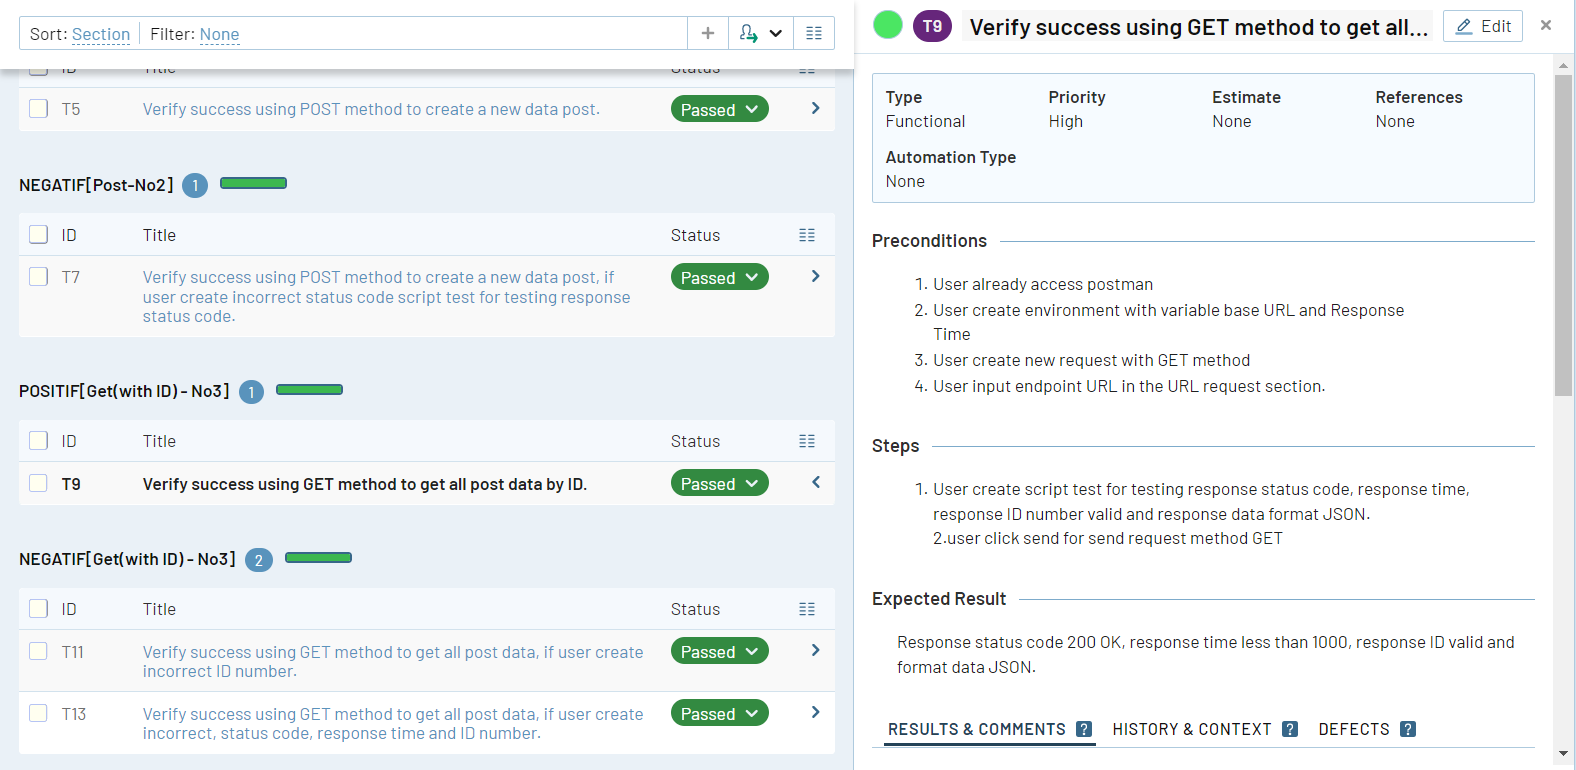 Sort: Section Filter: None
ID Title Status
T5 Verify success using POST method to create a new data post. Passed
NEGATIF[Post-No2] 1
ID Title Status
T7 Verify success using POST method to create a new data post, if Passed
user create incorrect status code script test for testing response
status code.
POSITIF[Get(with ID) - No3] 1
ID Title Status
T9 Verify success using GET method to get all post data by ID. Passed
NEGATIF[Get(with ID) - No3] 2
ID Title Status
T11 Verify success using GET method to get all post data, if user create Passed
incorrect ID number.
T13 Verify success using GET method to get all post data, if user create Passed
incorrect, status code, response time and ID number.
T9 Verify success using GET method to get all... Edit
Type Priority Estimate References
Functional High None None
Automation Type
None
Preconditions
1. User already access postman
2. User create environment with variable base URL and Response
Time
3. User create new request with GET method
4. User input endpoint URL in the URL request section.
Steps
1. User create script test for testing response status code, response time,
response ID number valid and response data format JSON.
2.user click send for send request method GET
Expected Result
Response status code 200 OK, response time less than 1000, response ID valid and
format data JSON.
RESULTS & COMMENTS ? HISTORY & CONTEXT ? DEFECTS ?